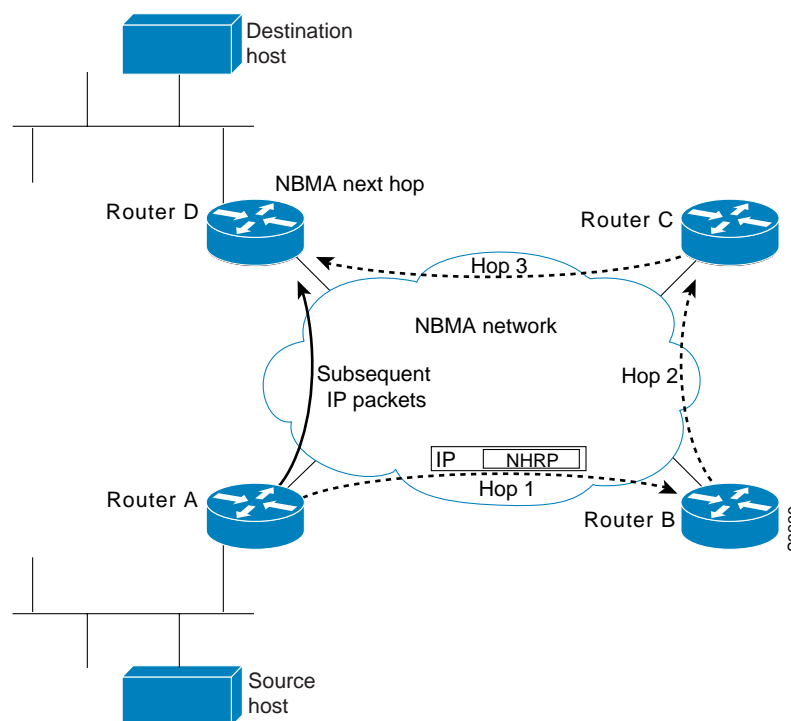 Destination
host
NBMA next hop
Router D
Router C
Hop 3
NBMA network
Subsequent
IP packets
Hop 2
IP
NHRP
Router A
Hop 1
Router B
Source
host